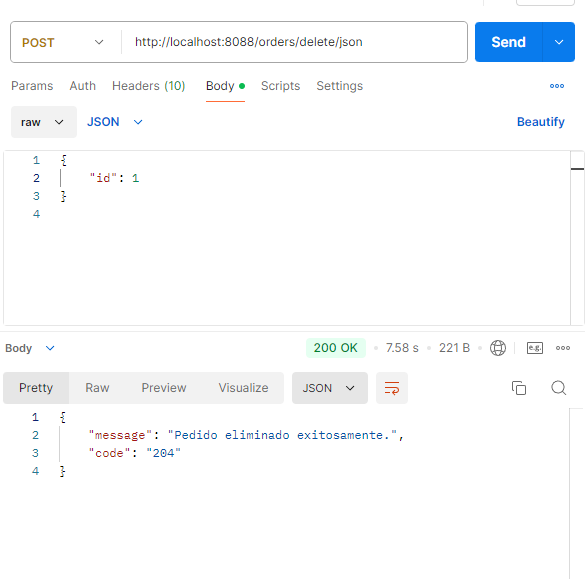 POST http://localhost:8088/orders/delete/json Send
Params Auth Headers (10) Body Scripts Settings
raw JSON Beautify
1 {
2 "id": 1
3 }
4
Body 200 OK 7.58 s 221 B e.g.
Pretty Raw Preview Visualize JSON
1 {
2 "message": "Pedido eliminado exitosamente.",
3 "code": "204"
4 }